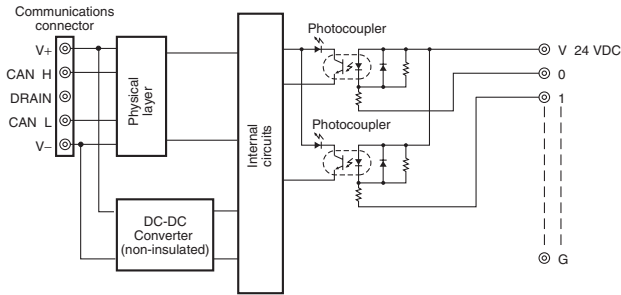 Communications
connector
V+
CAN H
DRAIN
CAN L
V–
Physical
layer
DC-DC
Converter
(non-insulated)
Internal
circuits
Photocoupler
Photocoupler
V 24 VDC
0
1
G